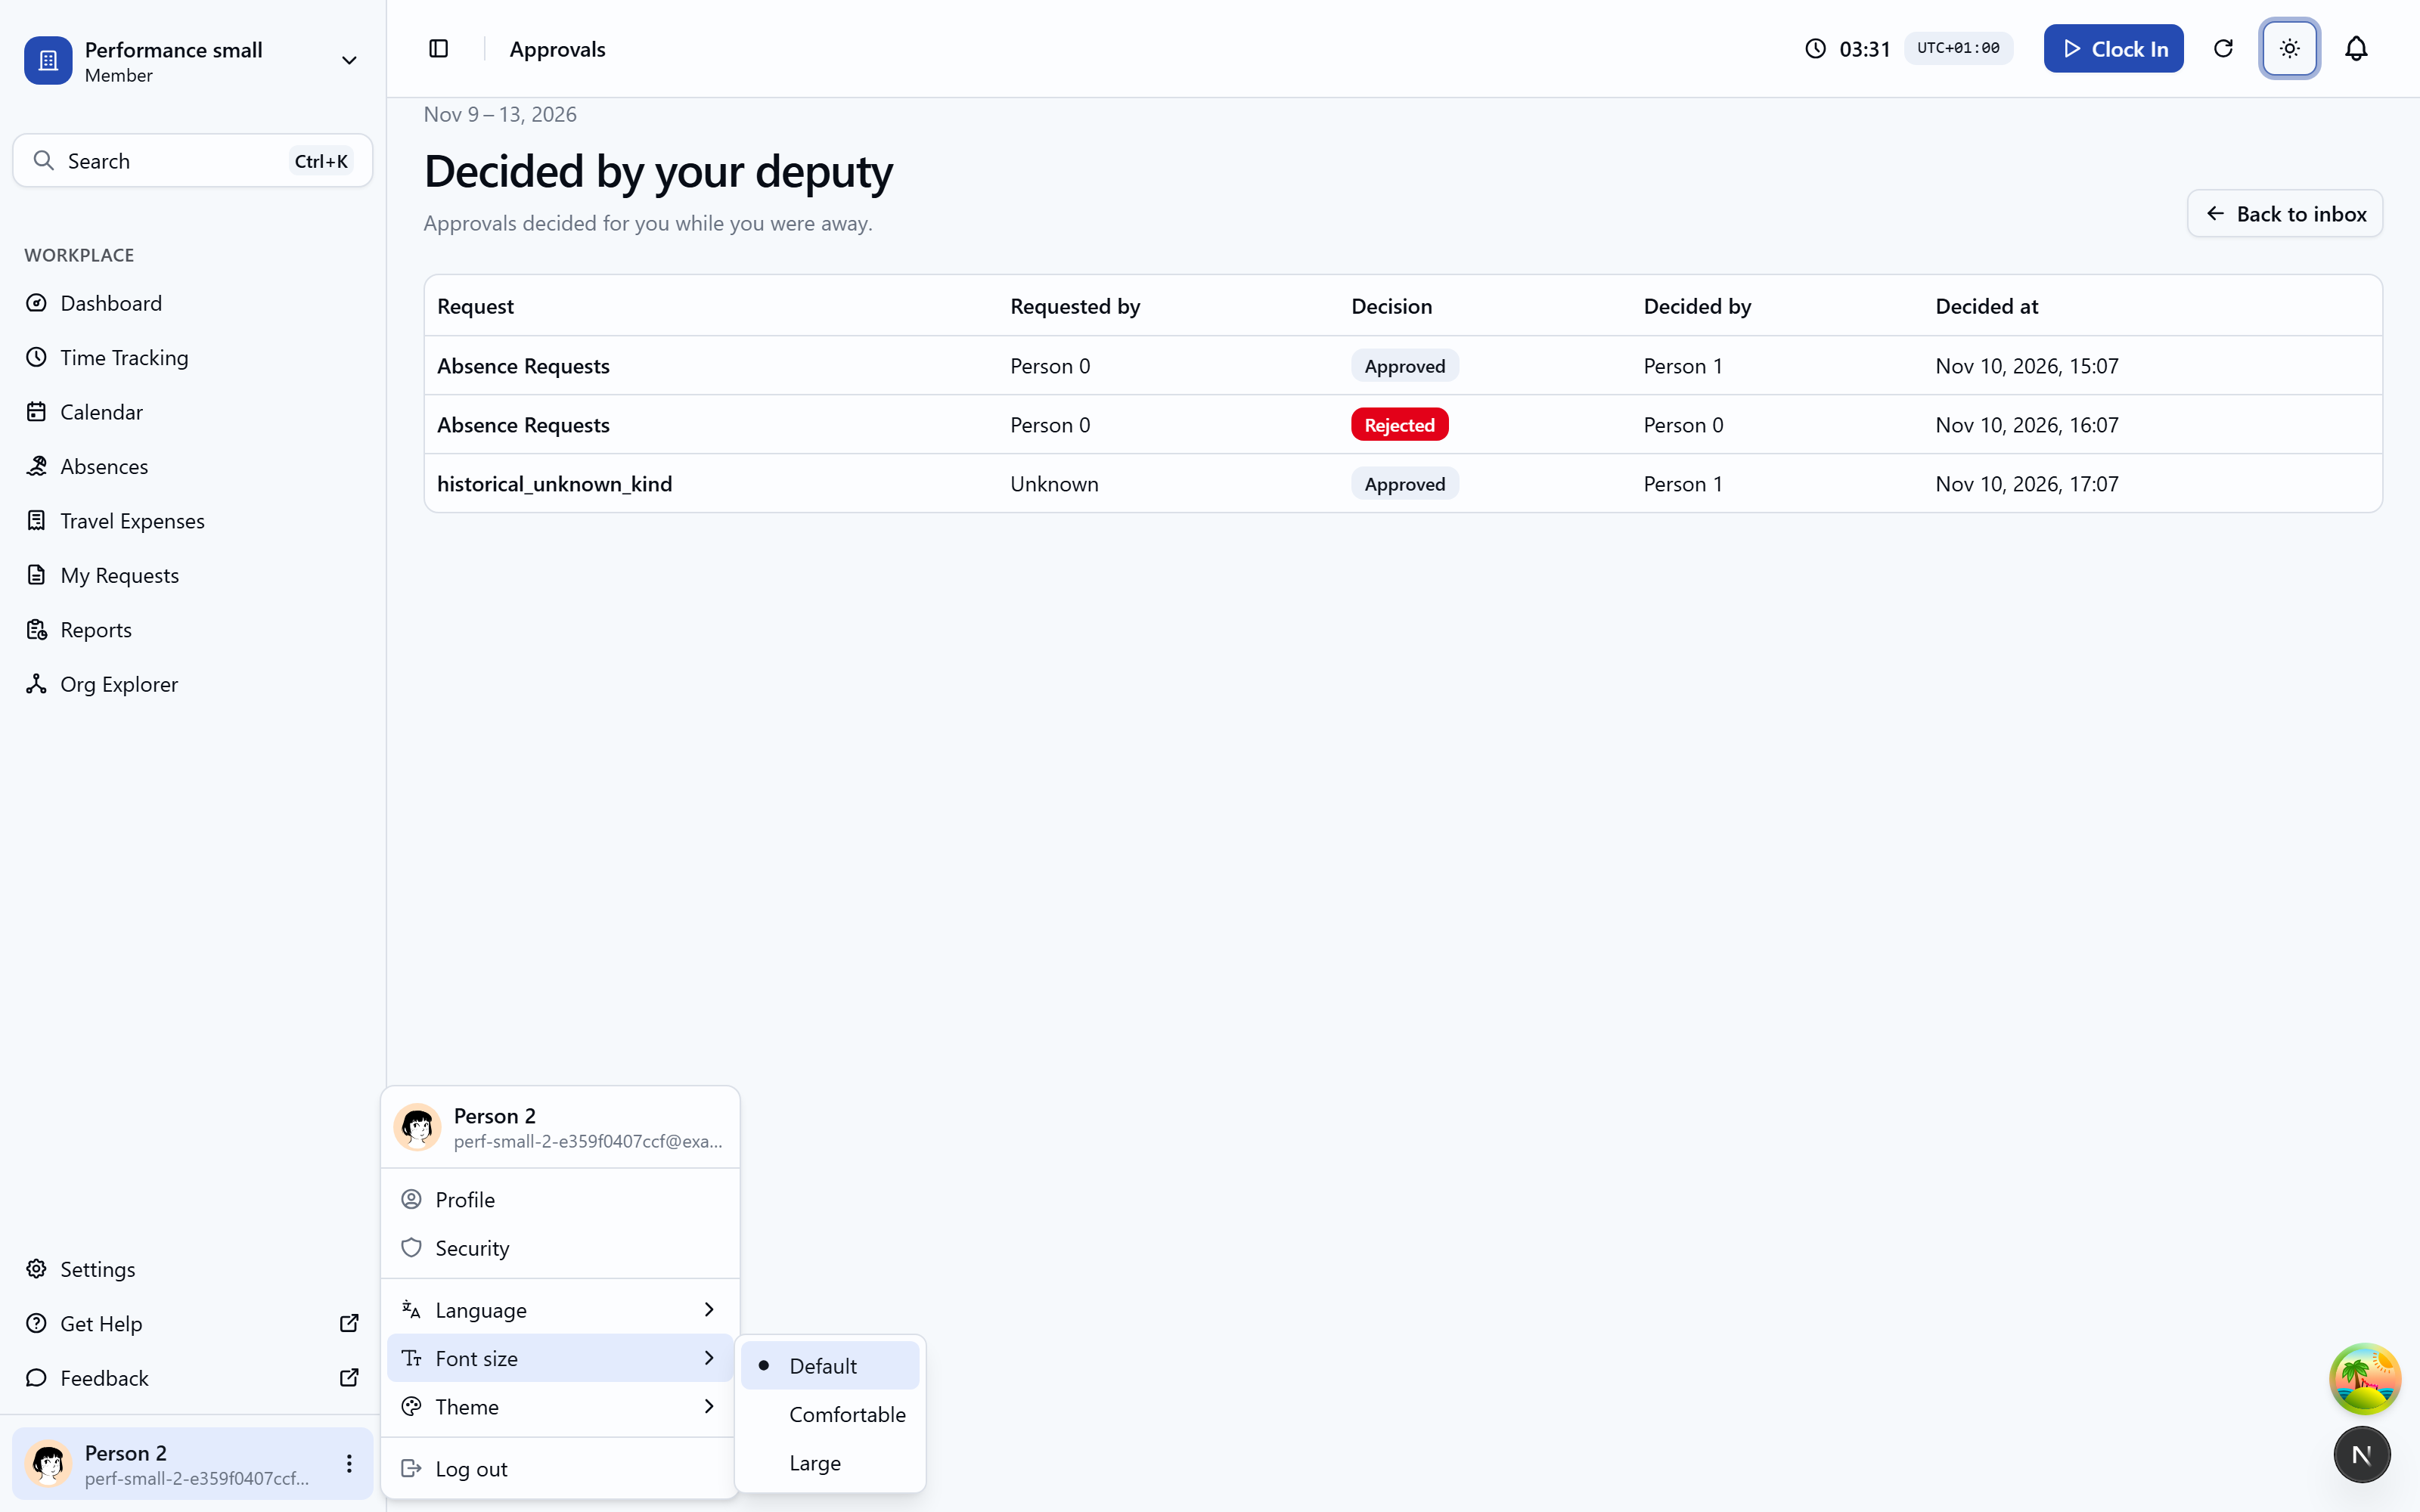 Performance small
Member
Search
Ctrl+K
WORKPLACE
Dashboard
Time Tracking
Calendar
Absences
Travel Expenses
My Requests
Reports
Org Explorer
Settings
Get Help
Feedback
Person 2
perf-small-2-e359f0407ccf...
Approvals
03:31
UTC+01:00
Clock In
Nov 9 – 13, 2026
Decided by your deputy
Approvals decided for you while you were away.
Back to inbox
Request Requested by Decision Decided by Decided at
Absence Requests Person 0 Approved Person 1 Nov 10, 2026, 15:07
Absence Requests Person 0 Rejected Person 0 Nov 10, 2026, 16:07
historical_unknown_kind Unknown Approved Person 1 Nov 10, 2026, 17:07
Person 2
perf-small-2-e359f0407ccf@exa...
Profile
Security
Language
Font size
Theme
Log out
Default
Comfortable
Large
N